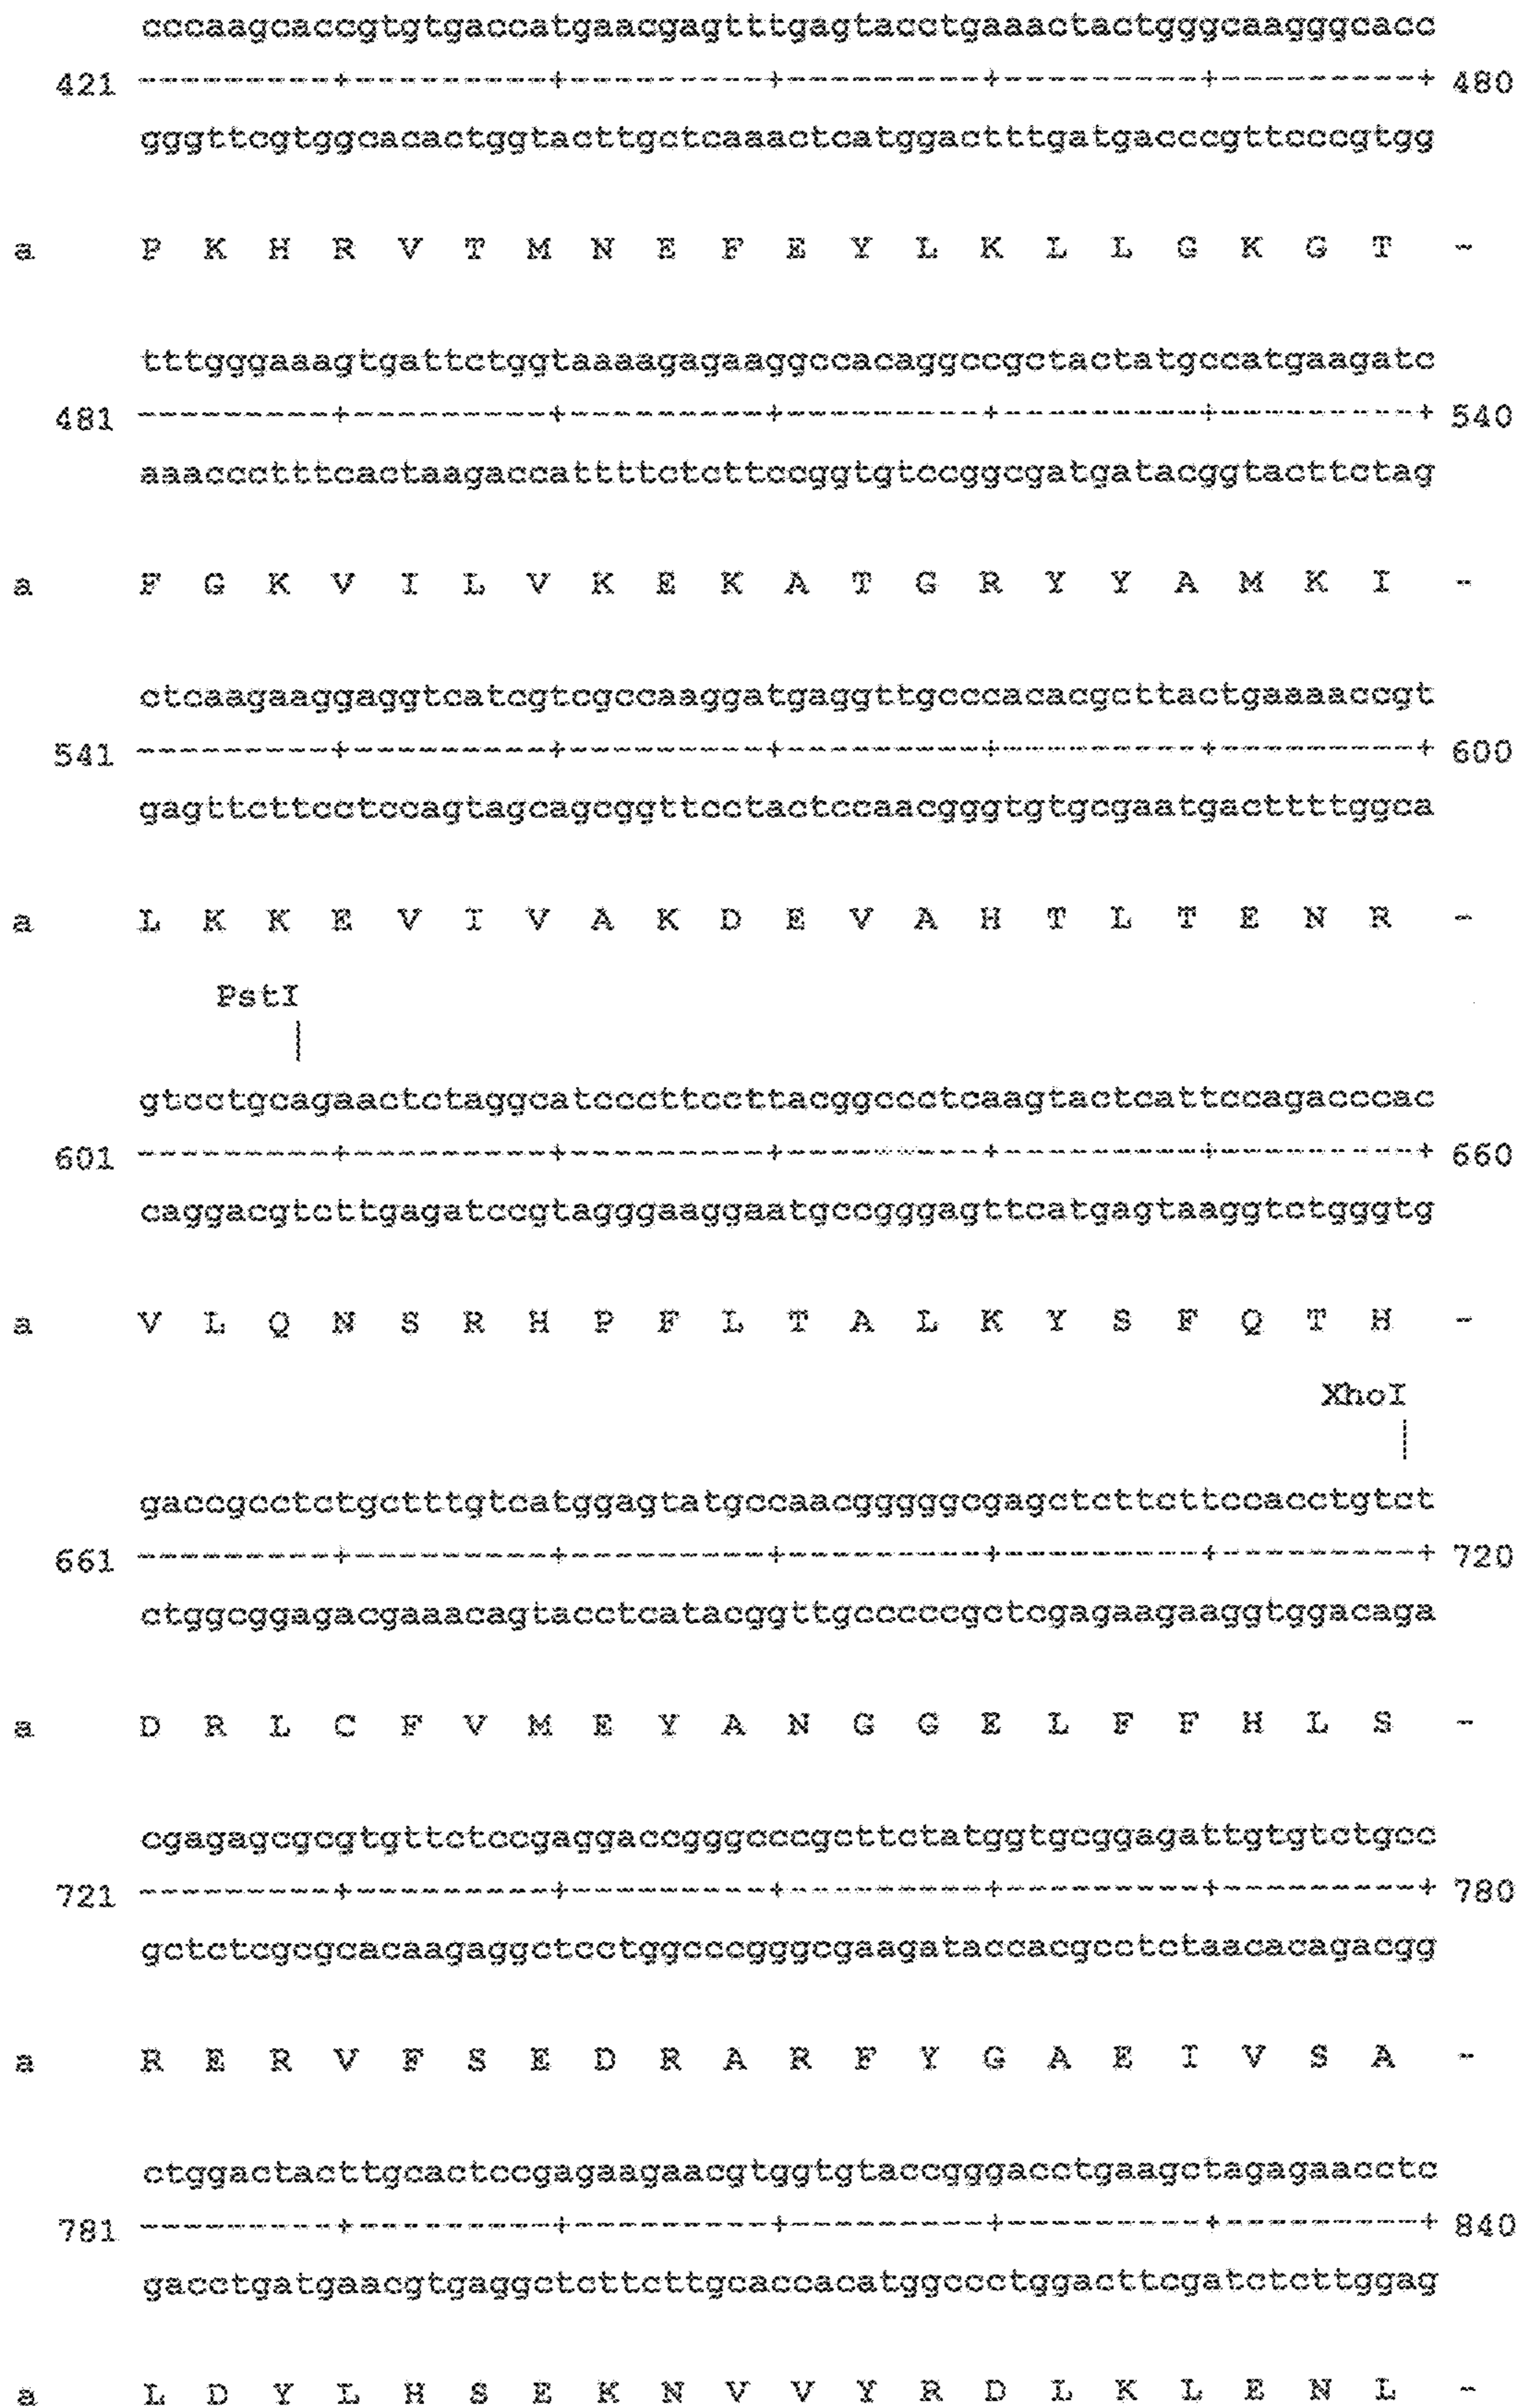 cccaagcaccgtgtgaccatgaacgagtttgagtacctgaaactactgggcaagggcacc
421 ---------+---------+---------+---------+---------+---------+ 480
gggttcgtggcacactggtacttgctcaaactcatggactttgatgacccgttcccgtgg
a P K H R V T M N E F E Y L K L L G K G T -
tttgggaaagtgattctggtaaaagagaaggccacaggccgctactatgccatgaagatc
481 ---------+---------+---------+---------+---------+---------+ 540
aaaccctttcactaagaccattttctcttccggtgtccggcgatgatacggtacttctag
a F G K V I L V K E K A T G R Y Y A M K I -
ctcaagaaggaggtcatcgtcgccaaggatgaggttgcccacacgcttactgaaaaccgt
541 ---------+---------+---------+---------+---------+---------+ 600
gagttcttcctccagtagcagcggttcctactccaacgggtgtgcgaatgacttttggca
a L K K E V I V A K D E V A H T L T E N R -
PstI
|
gtcctgcagaactctaggcatcccttccttacggccctcaagtactcattccagacccac
601 ---------+---------+---------+---------+---------+---------+ 660
caggacgtcttgagatccgtagggaaggaatgccgggagttcatgagtaaggtctgggtg
a V L Q N S R H P F L T A L K Y S F Q T H -
XhoI
|
gaccgcctctgctttgtcatggagtatgccaacgggggcgagctcttcttccacctgtct
661 ---------+---------+---------+---------+---------+---------+ 720
ctggcggagacgaaacagtacctcatacggttgcccccgctcgagaagaaggtggacaga
a D R L C F V M E Y A N G G E L F F H L S -
cgagagcgcgtgttctccgaggaccgggcccgcttctatggtgcggagattgtgtctgcc
721 ---------+---------+---------+---------+---------+---------+ 780
gctctcgcgcacaagaggctcctggcccgggcgaagataccacgcctctaacacagacgg
a R E R V F S E D R A R F Y G A E I V S A -
ctggactacttgcactccgagaagaacgtggtgtaccgggacctgaagctagagaacctc
781 ---------+---------+---------+---------+---------+---------+ 840
gacctgatgaacgtgaggctcttcttgcaccacatggccctggacttcgatctcttggag
a L D Y L H S E K N V V Y R D L K L E N L -